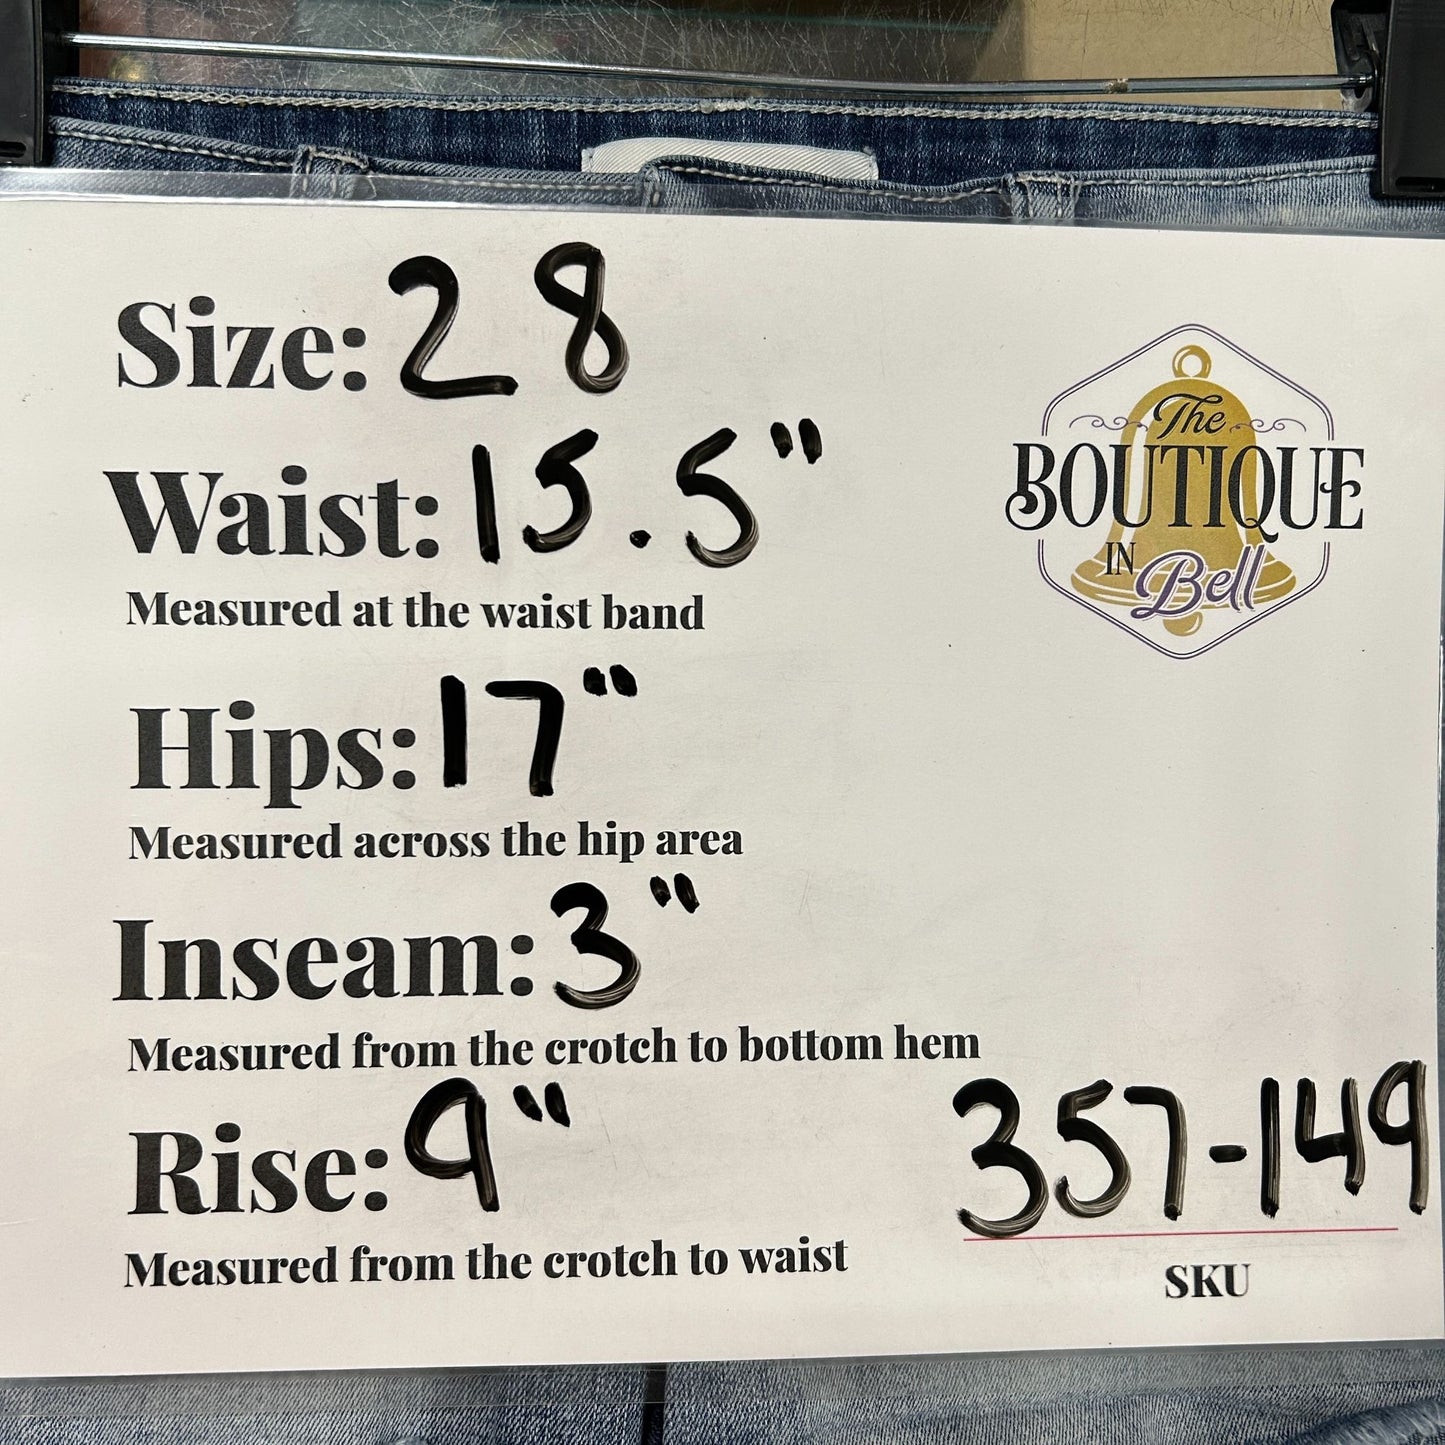 Size: 28
The
BOUTIQUE
IN
Bell
Waist: 15.5"
Measured at the waist band
Hips: 17"
Measured across the hip area
Inseam: 3"
Measured from the crotch to bottom hem
Rise: 9"
357-149
Measured from the crotch to waist
SKU